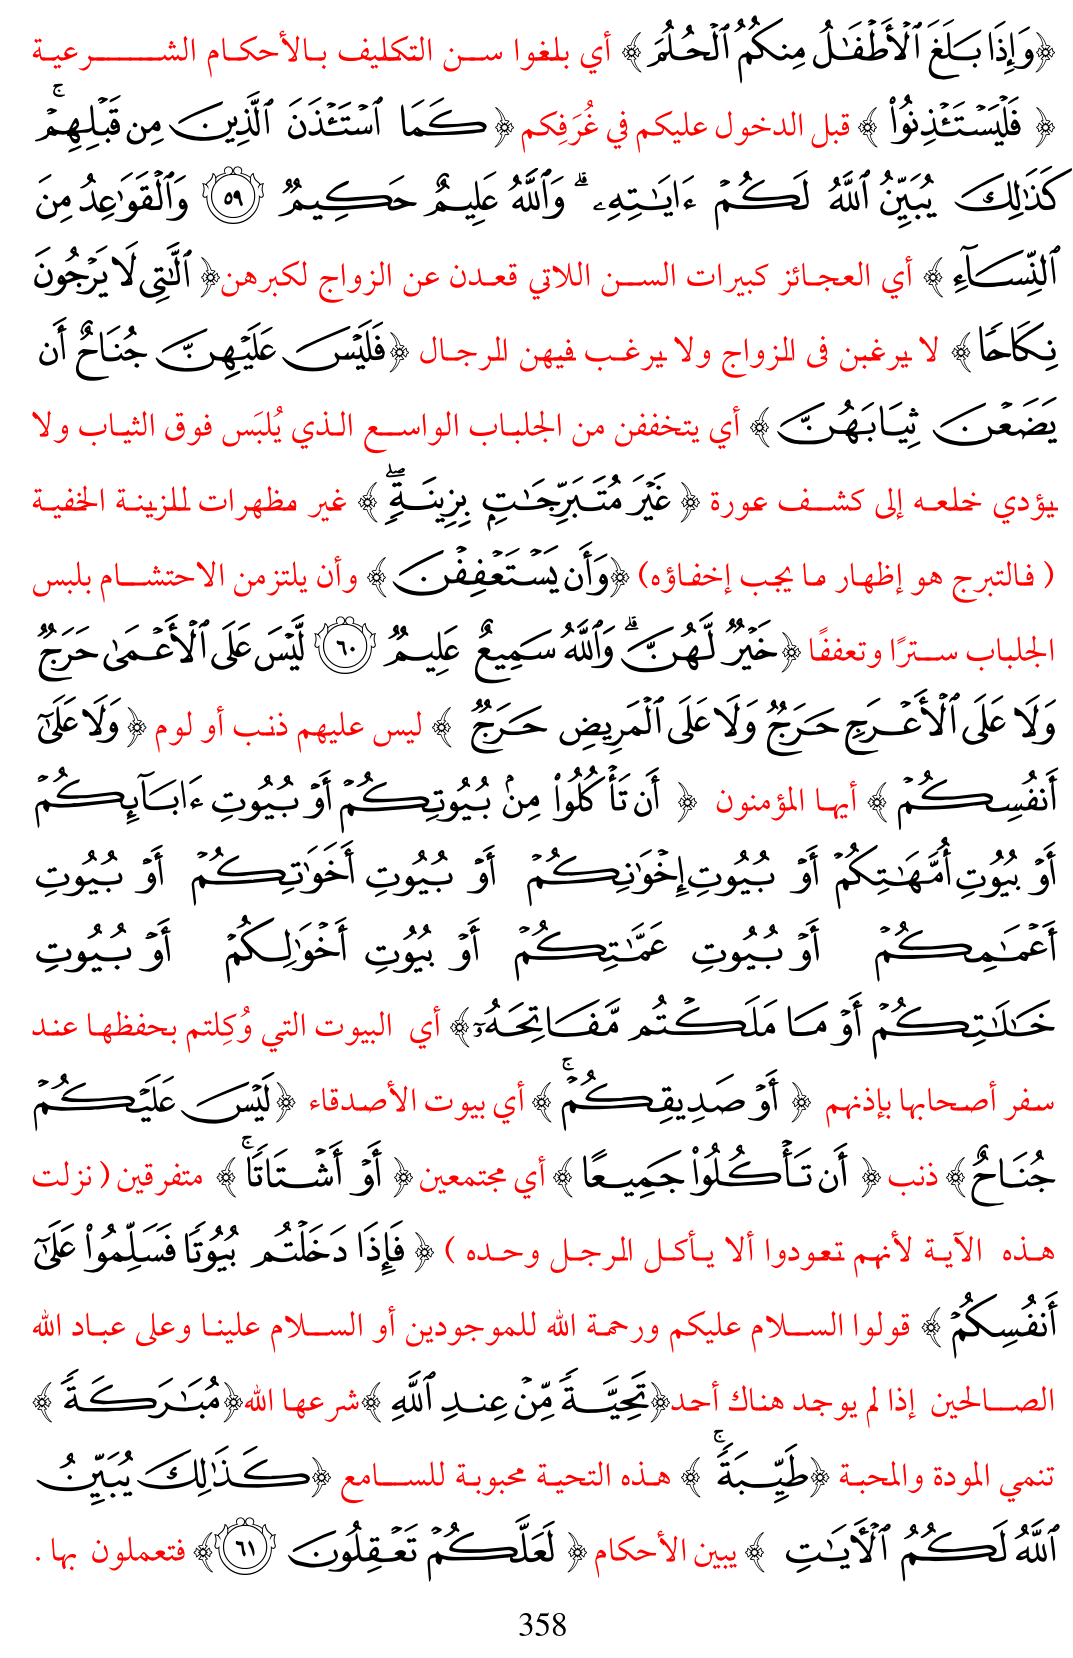 ﴿وَإِذَا بَلَغَ ٱلْأَطْفَٰلُ مِنكُمُ ٱلْحُلُمَ﴾ أي بلغوا سن التكليف بالأحكام الشرعية
﴿ فَلْيَسْتَـْٔذِنُوا۟ ﴾ قبل الدخول عليكم في غُرَفِكم ﴿ كَمَا ٱسْتَـْٔذَنَ ٱلَّذِينَ مِن قَبْلِهِمْ ۚ
كَذَٰلِكَ يُبَيِّنُ ٱللَّهُ لَكُمْ ءَايَٰتِهِۦ ۗ وَٱللَّهُ عَلِيمٌ حَكِيمٌ ٥٩ وَٱلْقَوَٰعِدُ مِنَ
ٱلنِّسَآءِ ﴾ أي العجائز كبيرات السن اللاتي قعدن عن الزواج لكبرهن﴿ ٱلَّٰتِى لَا يَرْجُونَ
نِكَاحًا﴾ لا يرغبن فى الزواج ولا يرغب فيهن الرجال ﴿فَلَيْسَ عَلَيْهِنَّ جُنَاحٌ أَن
يَضَعْنَ ثِيَابَهُنَّ ﴾ أي يتخففن من الجلباب الواسع الذي يُلبَس فوق الثياب ولا
يؤدي خلعه إلى كشف عورة ﴿ غَيْرَ مُتَبَرِّجَٰتٍۭ بِزِينَةٍ ۖ ﴾ غير مظهرات للزينة الخفية
( فالتبرج هو إظهار ما يجب إخفاؤه) ﴿وَأَن يَسْتَعْفِفْنَ ﴾ وأن يلتزمن الاحتشام بلبس
الجلباب سترًا وتعففًا ﴿خَيْرٌ لَّهُنَّ ۗ وَٱللَّهُ سَمِيعٌ عَلِيمٌ ٦٠ لَّيْسَ عَلَى ٱلْأَعْمَىٰ حَرَجٌ
وَلَا عَلَى ٱلْأَعْرَجِ حَرَجٌ وَلَا عَلَى ٱلْمَرِيضِ حَرَجٌ ﴾ ليس عليهم ذنب أو لوم ﴿ وَلَا عَلَىٰٓ
أَنفُسِكُمْ ﴾ أيها المؤمنون ﴿ أَن تَأْكُلُوا۟ مِنۢ بُيُوتِكُمْ أَوْ بُيُوتِ ءَابَآئِكُمْ
أَوْ بُيُوتِ أُمَّهَٰتِكُمْ أَوْ بُيُوتِ إِخْوَٰنِكُمْ أَوْ بُيُوتِ أَخَوَٰتِكُمْ أَوْ بُيُوتِ
أَعْمَٰمِكُمْ أَوْ بُيُوتِ عَمَّٰتِكُمْ أَوْ بُيُوتِ أَخْوَٰلِكُمْ أَوْ بُيُوتِ
خَٰلَٰتِكُمْ أَوْ مَا مَلَكْتُم مَّفَاتِحَهُۥٓ ﴾ أي البيوت التي وُكِلتم بحفظها عند
سفر أصحابها بإذنهم ﴿ أَوْ صَدِيقِكُمْ ۚ ﴾ أي بيوت الأصدقاء ﴿لَيْسَ عَلَيْكُمْ
جُنَاحٌ﴾ ذنب ﴿ أَن تَأْكُلُوا۟ جَمِيعًا ﴾ أي مجتمعين ﴿ أَوْ أَشْتَاتًا ۚ ﴾ متفرقين ( نزلت
هذه الآية لأنهم تعودوا ألا يأكل الرجل وحده ) ﴿ فَإِذَا دَخَلْتُم بُيُوتًا فَسَلِّمُوا۟ عَلَىٰٓ
أَنفُسِكُمْ ﴾ قولوا السلام عليكم ورحمة الله للموجودين أو السلام علينا وعلى عباد الله
الصالحين إذا لم يوجد هناك أحد﴿تَحِيَّةً مِّنْ عِندِ ٱللَّهِ ﴾شرعها الله﴿مُبَٰرَكَةً ﴾
تنمي المودة والمحبة ﴿طَيِّبَةً ۚ ﴾ هذه التحية محبوبة للسامع ﴿كَذَٰلِكَ يُبَيِّنُ
ٱللَّهُ لَكُمُ ٱلْءَايَٰتِ ﴾ يبين الأحكام ﴿ لَعَلَّكُمْ تَعْقِلُونَ ٦١ ﴾ فتعملون بها .
358